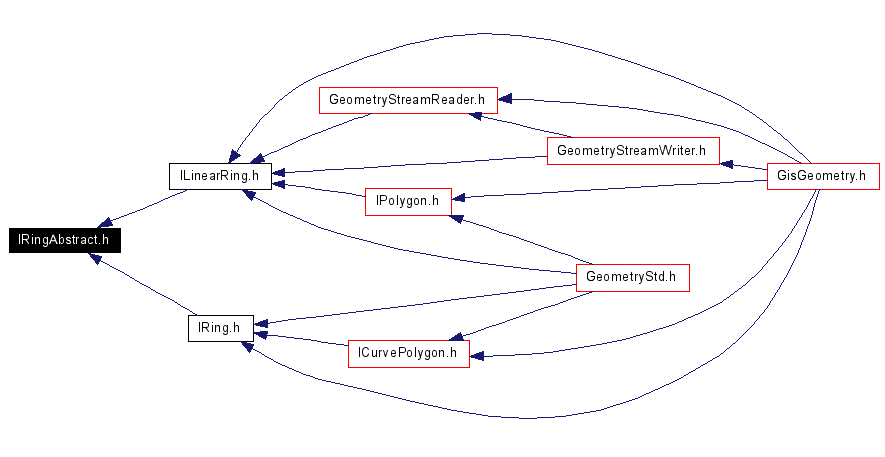 GeometryStreamReader.h
GeometryStreamWriter.h
ILinearRing.h
GisGeometry.h
IPolygon.h
IRingAbstract.h
GeometryStd.h
IRing.h
ICurvePolygon.h